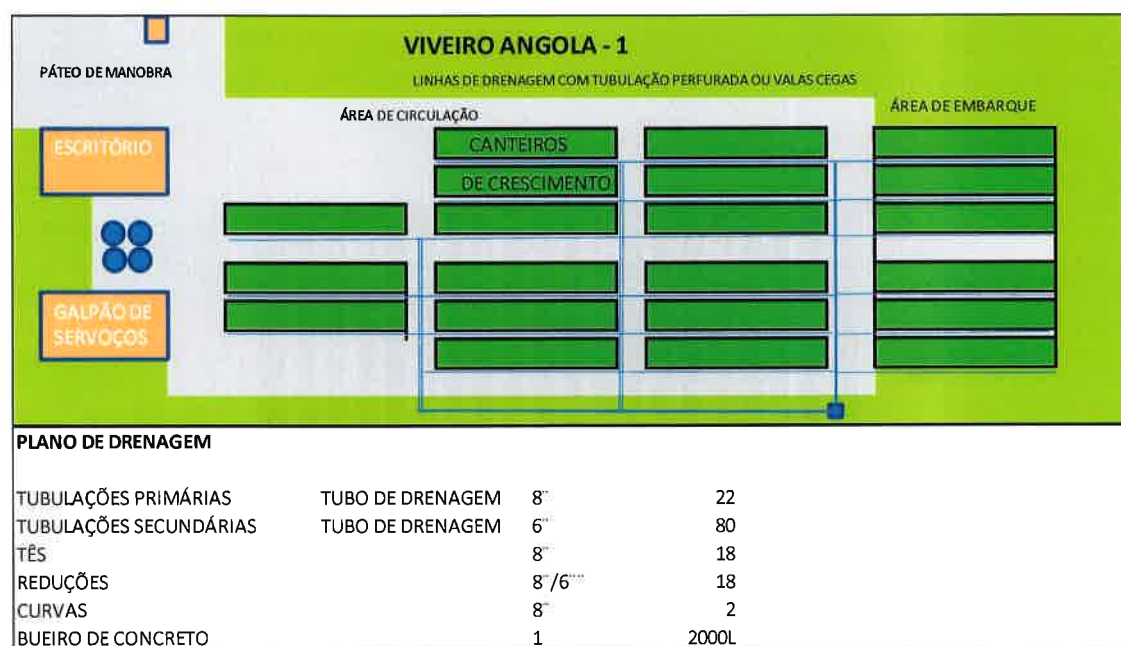 VIVEIRO ANGOLA - 1
PÁTEO DE MANOBRA
LINHAS DE DRENAGEM COM TUBULAÇÃO PERFURADA OU VALAS CEGAS
ÁREA DE CIRCULAÇÃO
ÁREA DE EMBARQUE
ESCRITÓRIO
CANTEIROS
DE CRESCIMENTO
GALPÃO DE
SERVÓÇOS
PLANO DE DRENAGEM
TUBULAÇÕES PRIMÁRIAS TUBO DE DRENAGEM 8" 22
TUBULAÇÕES SECUNDÁRIAS TUBO DE DRENAGEM 6" 80
TÊS 8" 18
REDUÇÕES 8"/6"" 18
CURVAS 8" 2
BUEIRO DE CONCRETO 1 2000L